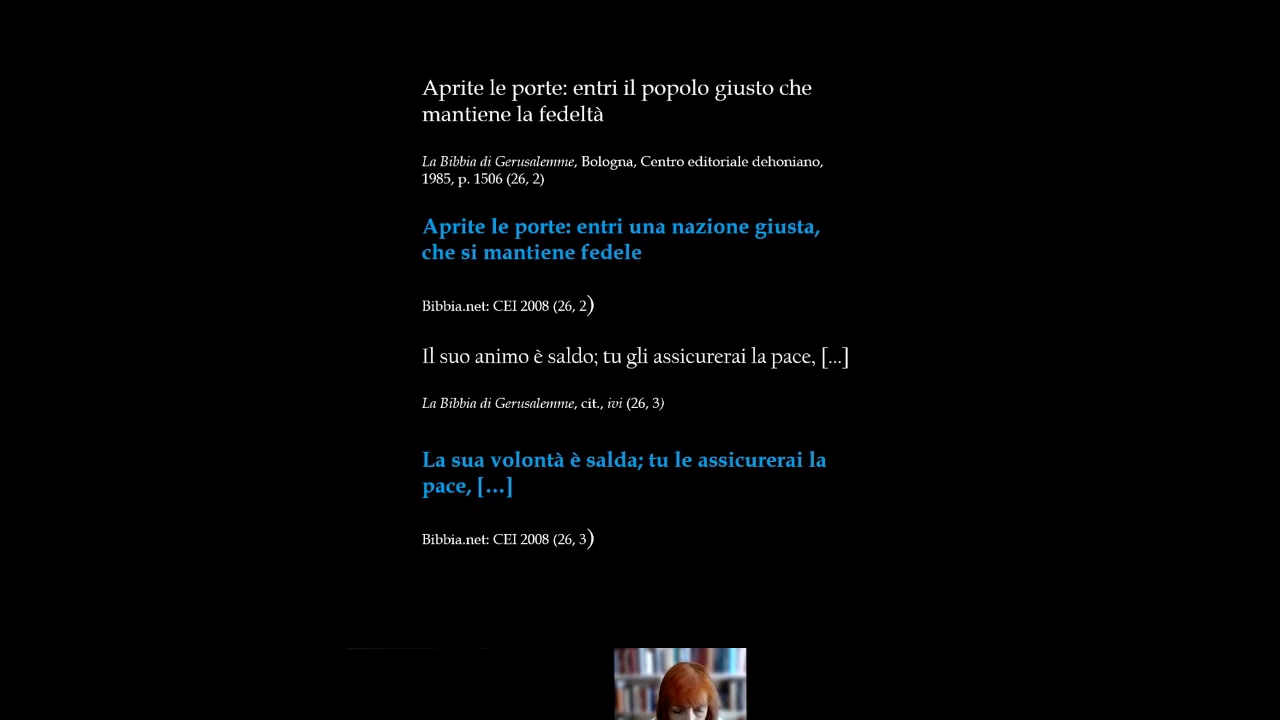 Aprite le porte: entri il popolo giusto che
mantiene la fedeltà
La Bibbia di Gerusalemme, Bologna, Centro editoriale dehoniano,
1985, p. 1506 (26, 2)
Aprite le porte: entri una nazione giusta,
che si mantiene fedele
Bibbia.net: CEI 2008 (26, 2)
Il suo animo è saldo; tu gli assicurerai la pace, [...]
La Bibbia di Gerusalemme, cit., ivi (26, 3)
La sua volontà è salda; tu le assicurerai la
pace, […]
Bibbia.net: CEI 2008 (26, 3)